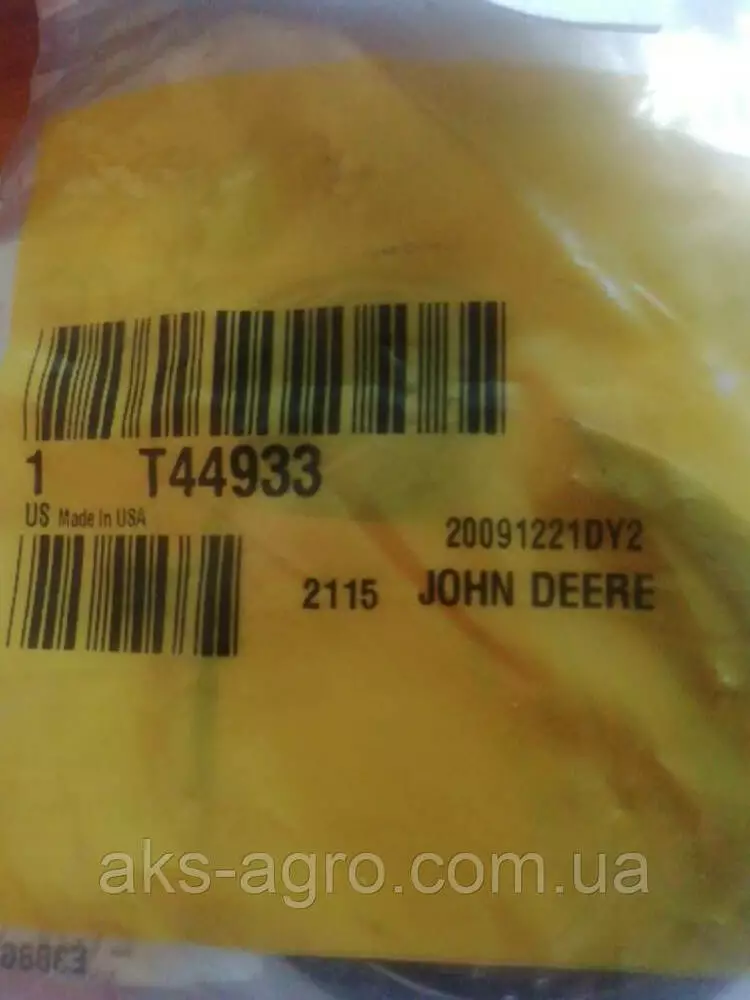 1 T44933
US Made in USA
20091221DY2
2115 JOHN DEERE
aks-agro.com.ua